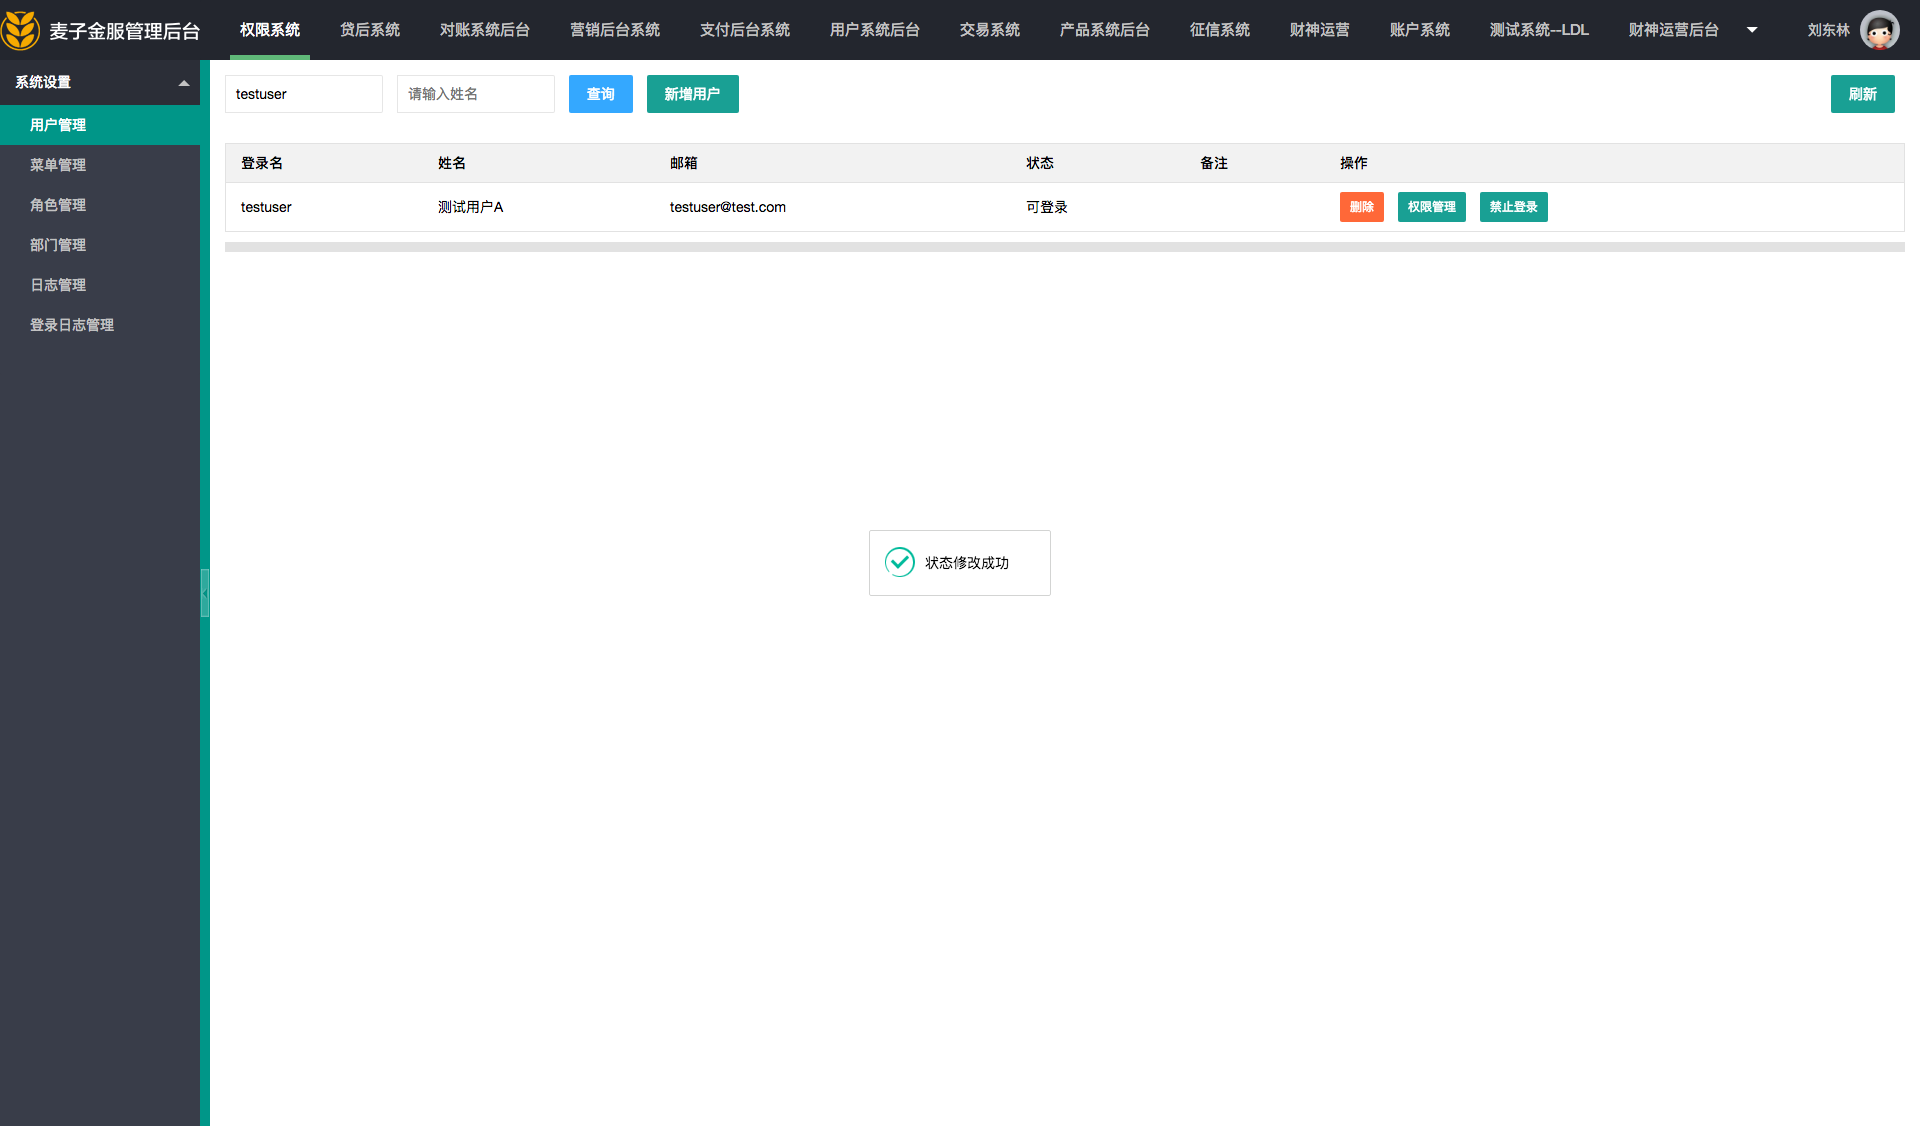 麦子金服管理后台
权限系统 贷后系统 对账系统后台 营销后台系统 支付后台系统 用户系统后台 交易系统 产品系统后台 征信系统 财神运营 账户系统 测试系统--LDL 财神运营后台 刘东林
系统设置
用户管理
菜单管理
角色管理
部门管理
日志管理
登录日志管理
testuser 请输入姓名 查询 新增用户 刷新
登录名 姓名 邮箱 状态 备注 操作
testuser 测试用户A testuser@test.com 可登录 删除 权限管理 禁止登录
状态修改成功